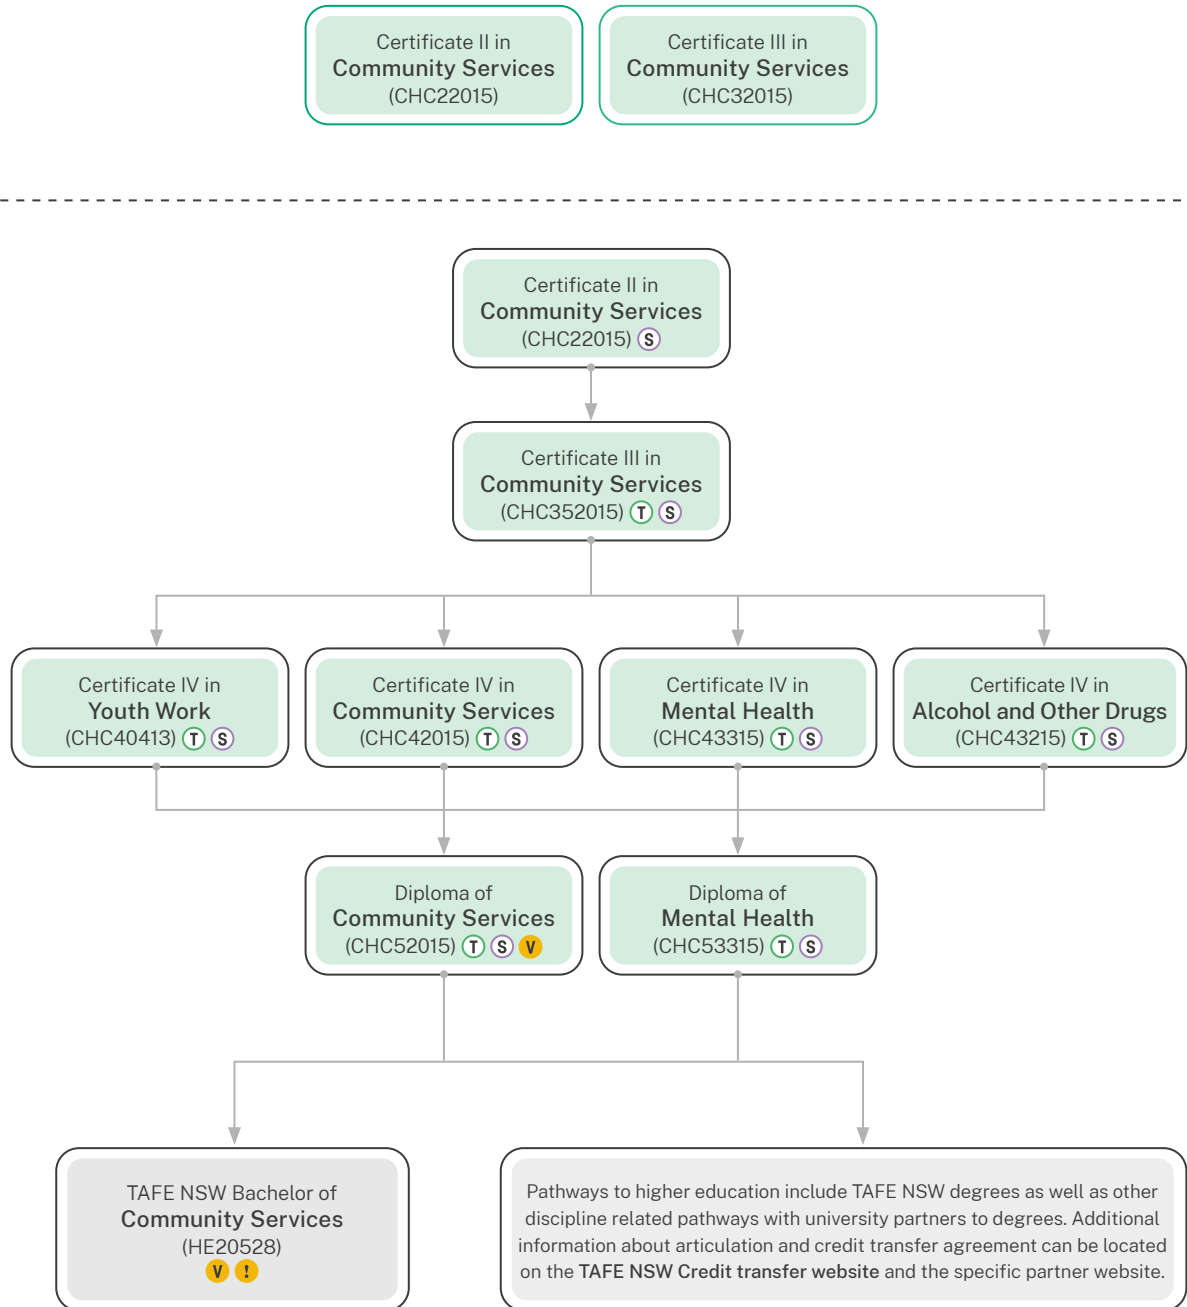 Certificate II in
Community Services
(CHC22015)
Certificate III in
Community Services
(CHC32015)
Certificate II in
Community Services
(CHC22015) S
Certificate III in
Community Services
(CHC352015) T S
Certificate IV in
Youth Work
(CHC40413) T S
Certificate IV in
Community Services
(CHC42015) T S
Certificate IV in
Mental Health
(CHC43315) T S
Certificate IV in
Alcohol and Other Drugs
(CHC43215) T S
Diploma of
Community Services
(CHC52015) T S V
Diploma of
Mental Health
(CHC53315) T S
TAFE NSW Bachelor of
Community Services
(HE20528)
V !
Pathways to higher education include TAFE NSW degrees as well as other
discipline related pathways with university partners to degrees. Additional
information about articulation and credit transfer agreement can be located
on the TAFE NSW Credit transfer website and the specific partner website.